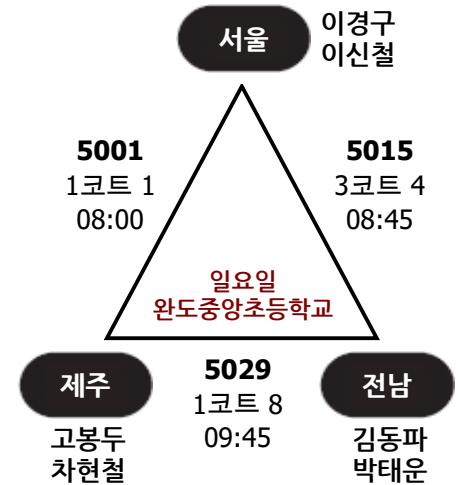 서울
이경구
이신철
5001
1코트 1
08:00
5015
3코트 4
08:45
일요일
완도중앙초등학교
제주
고봉두
차현철
5029
1코트 8
09:45
전남
김동파
박태운